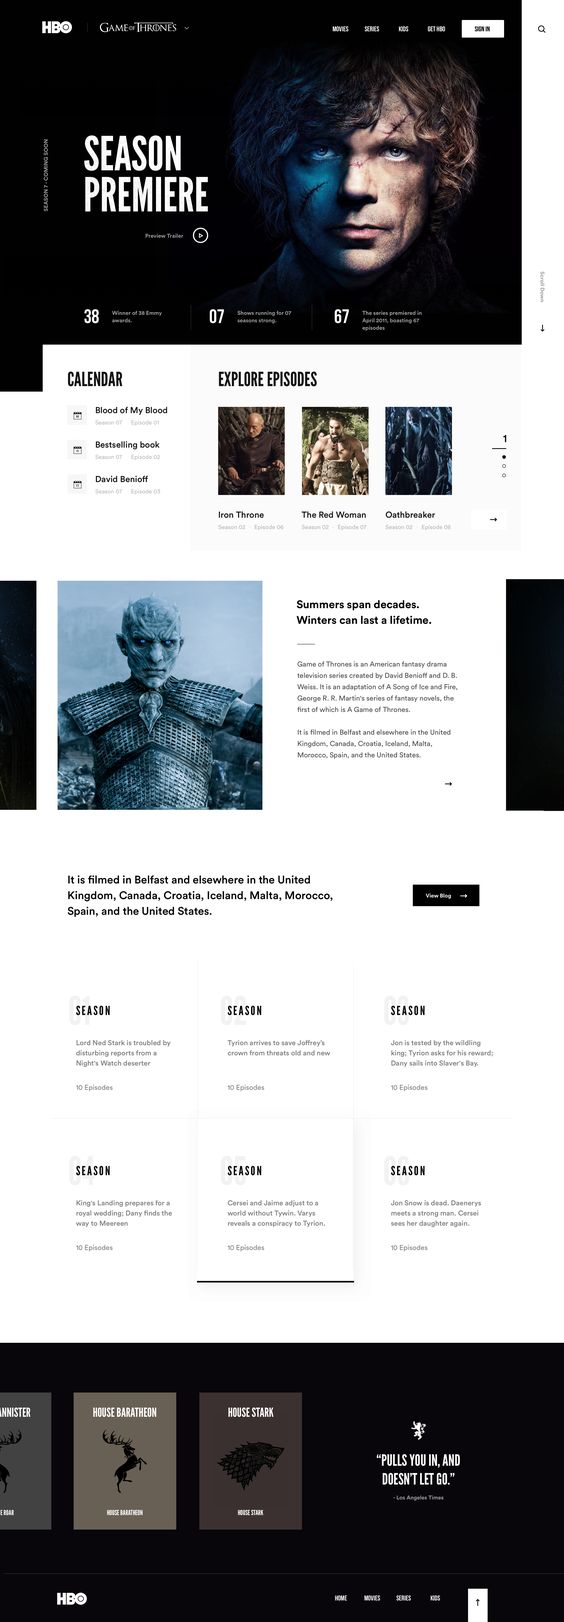 HBO
GAME OF THRONES
MOVIES
SERIES
KIDS
GET HBO
SIGN IN
SEASON 7 - COMING SOON
SEASON
PREMIERE
Preview Trailer
Scroll Down
38
Winner of 38 Emmy
awards.
07
Shows running for 07
seasons strong.
67
The series premiered in
April 2011, boasting 67
episodes
CALENDAR
Blood of My Blood
Season 07 Episode 01
Bestselling book
Season 07 Episode 02
David Benioff
Season 07 Episode 03
EXPLORE EPISODES
1
Iron Throne
Season 02 - Episode 06
The Red Woman
Season 02 - Episode 07
Oathbreaker
Season 02 - Episode 08
Summers span decades.
Winters can last a lifetime.
Game of Thrones is an American fantasy drama
television series created by David Benioff and D. B.
Weiss. It is an adaptation of A Song of Ice and Fire,
George R. R. Martin's series of fantasy novels, the
first of which is A Game of Thrones.
It is filmed in Belfast and elsewhere in the United
Kingdom, Canada, Croatia, Iceland, Malta,
Morocco, Spain, and the United States.
It is filmed in Belfast and elsewhere in the United
Kingdom, Canada, Croatia, Iceland, Malta, Morocco,
Spain, and the United States.
View Blog
01
SEASON
Lord Ned Stark is troubled by
disturbing reports from a
Night's Watch deserter
10 Episodes
02
SEASON
Tyrion arrives to save Joffrey's
crown from threats old and new
10 Episodes
SEASON
Jon is tested by the wildling
king; Tyrion asks for his reward;
Dany sails into Slaver's Bay.
10 Episodes
04
SEASON
King's Landing prepares for a
royal wedding; Dany finds the
way to Meereen
10 Episodes
05
SEASON
Cersei and Jaime adjust to a
world without Tywin. Varys
reveals a conspiracy to Tyrion.
10 Episodes
SEASON
Jon Snow is dead. Daenerys
meets a strong man. Cersei
sees her daughter again.
10 Episodes
ANNISTER
E ROAR
HOUSE BARATHEON
HOUSE BARATHEON
HOUSE STARK
HOUSE STARK
“PULLS YOU IN, AND
DOESN'T LET GO.”
- Los Angeles Times
HBO
HOME
MOVIES
SERIES
KIDS